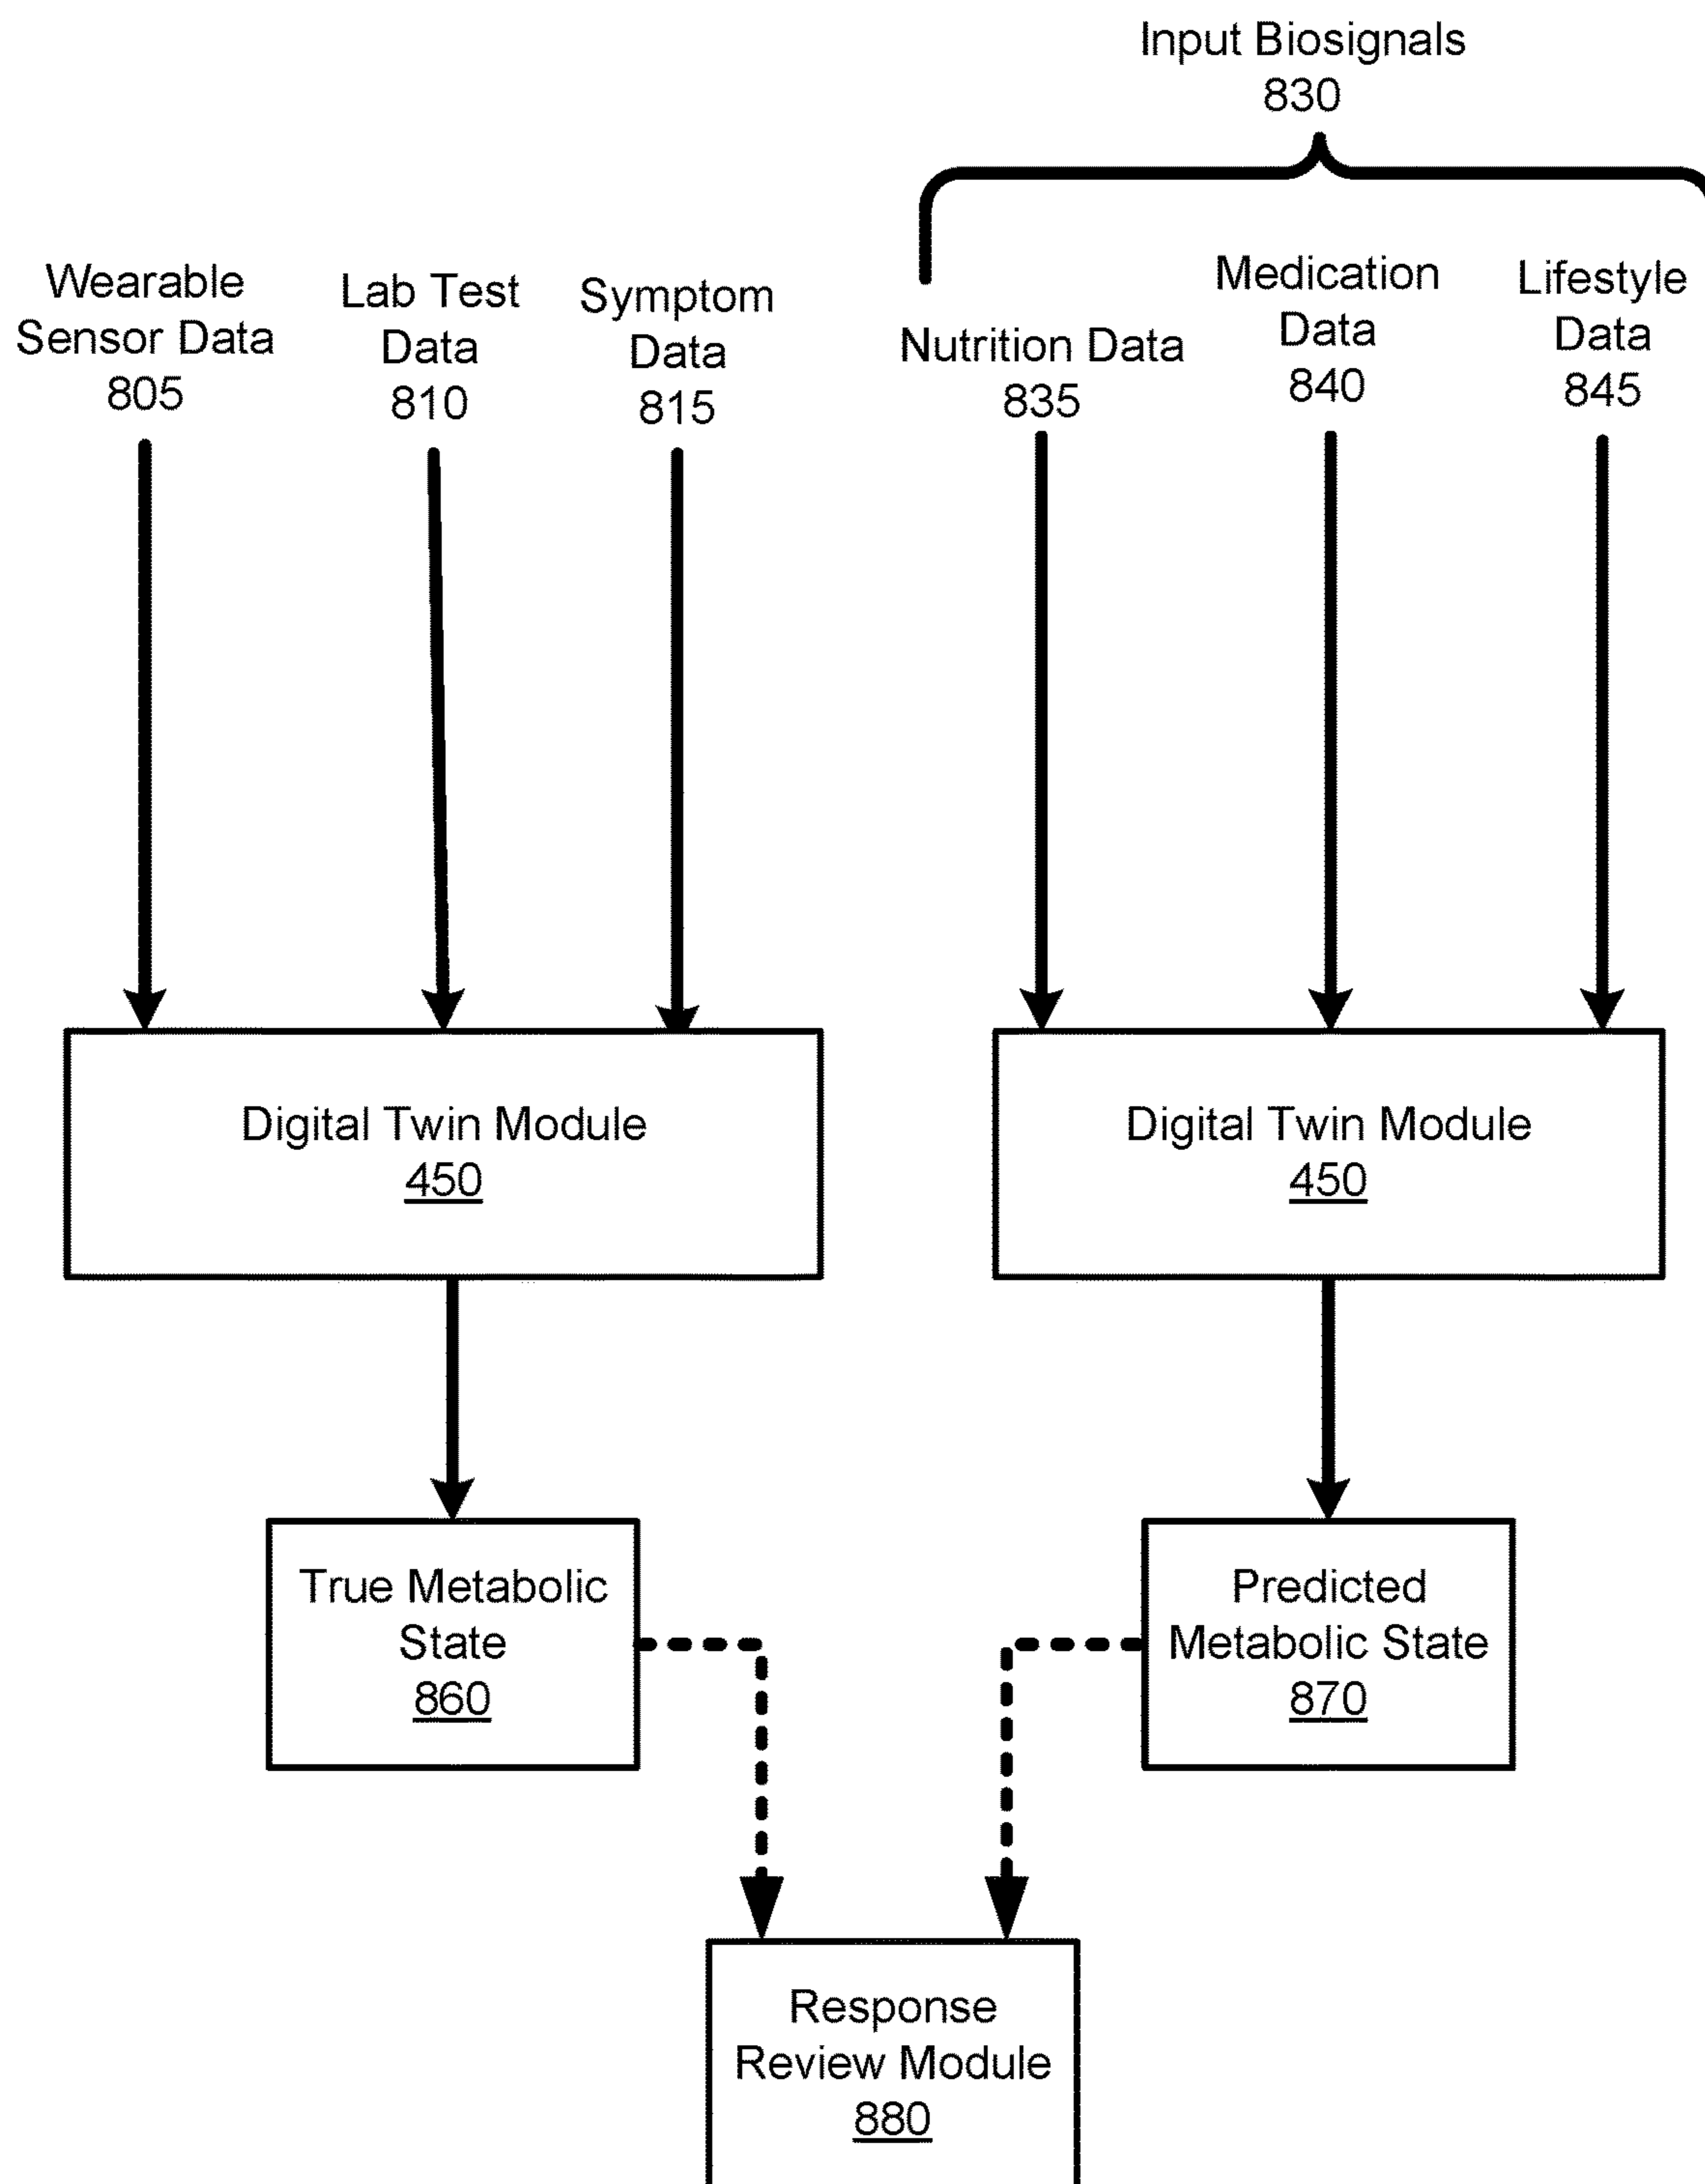 Input Biosignals
830
Wearable
Sensor Data
805
Lab Test
Data
810
Symptom
Data
815
Nutrition Data
835
Medication
Data
840
Lifestyle
Data
845
Digital Twin Module
450
Digital Twin Module
450
True Metabolic
State
860
Predicted
Metabolic State
870
Response
Review Module
880